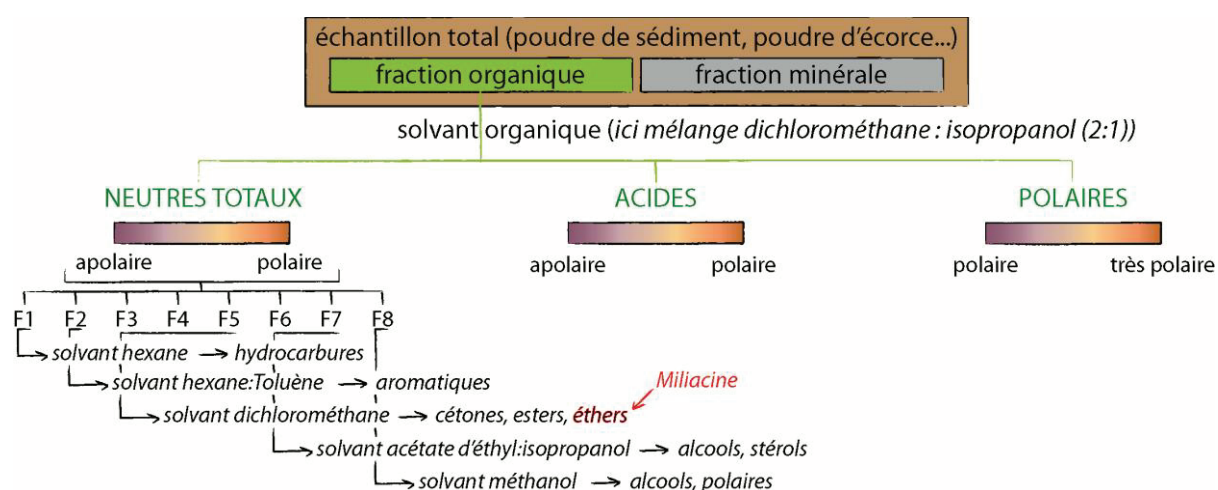 échantillon total (poudre de sédiment, poudre d'écorce...)
fraction organique fraction minérale
solvant organique (ici mélange dichlorométhane : isopropanol (2:1))
NEUTRES TOTAUX ACIDES POLAIRES
apolaire polaire apolaire polaire polaire très polaire
F1 F2 F3 F4 F5 F6 F7 F8
solvant hexane hydrocarbures
solvant hexane:Toluène aromatiques Miliacine
solvant dichlorométhane cétones, esters, éthers
solvant acétate d'éthyl:isopropanol alcools, stérols
solvant méthanol alcools, polaires